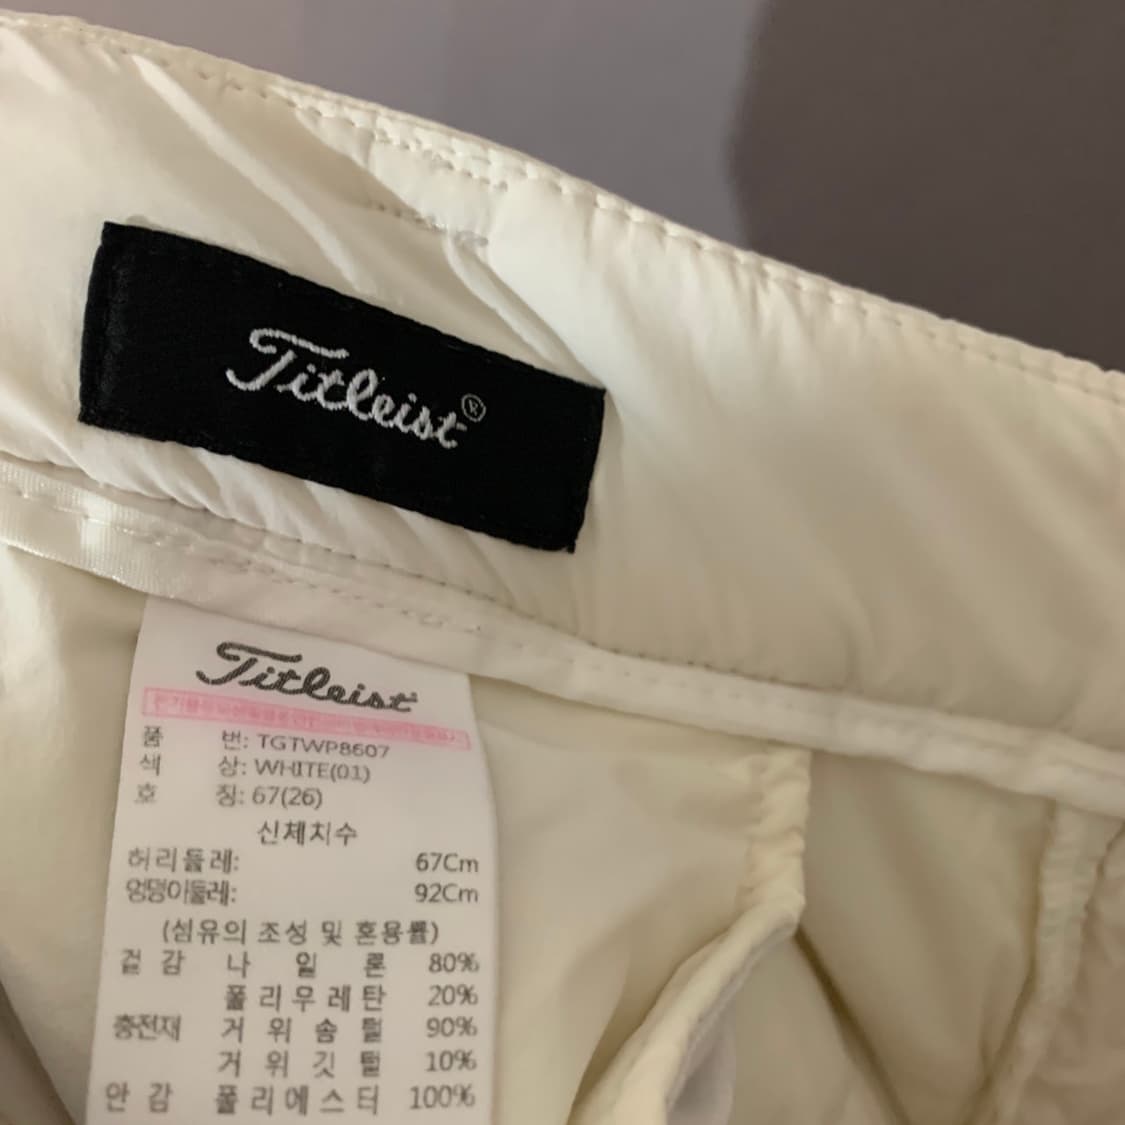 Titleist®
Titleist
품 번: TGTWP8607
색 상: WHITE(01)
호 칭: 67(26)
신체치수
허리둘레: 67Cm
엉덩이둘레: 92Cm
(섬유의 조성 및 혼용률)
겉감 나일론 80%
폴리우레탄 20%
충전재 거위솜털 90%
거위깃털 10%
안감 폴리에스터 100%